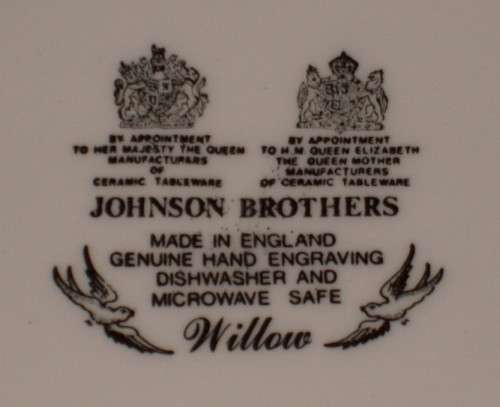 BY APPOINTMENT
TO HER MAJESTY THE QUEEN
MANUFACTURARS
OF
CERAMIC TABLEWARE
BY APPOINTMENT
TO H.M. QUEEN ELIZABETH
THE QUEEN MOTHER
MANUFACTURERS
OF CERAMIC TABLEWARE
JOHNSON BROTHERS
MADE IN ENGLAND
GENUINE HAND ENGRAVING
DISHWASHER AND
MICROWAVE SAFE
Willow